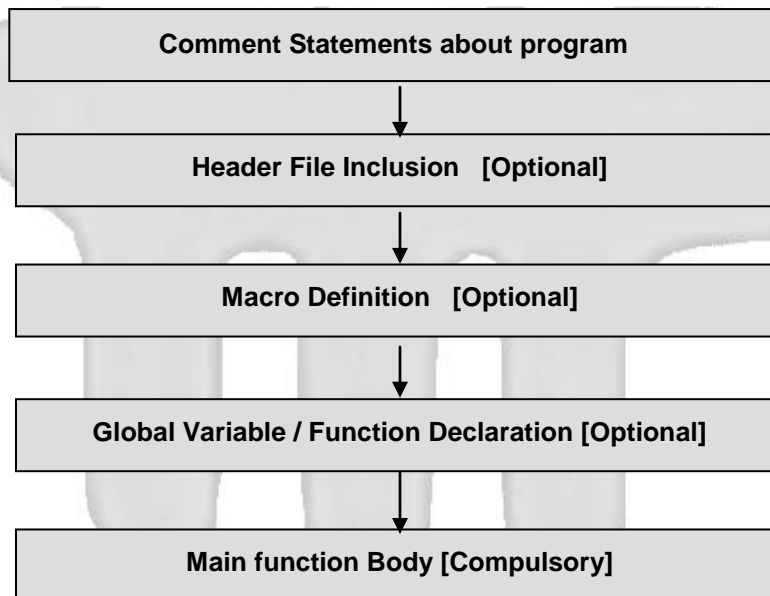 Comment Statements about program
Header File Inclusion [Optional]
Macro Definition [Optional]
Global Variable / Function Declaration [Optional]
Main function Body [Compulsory]